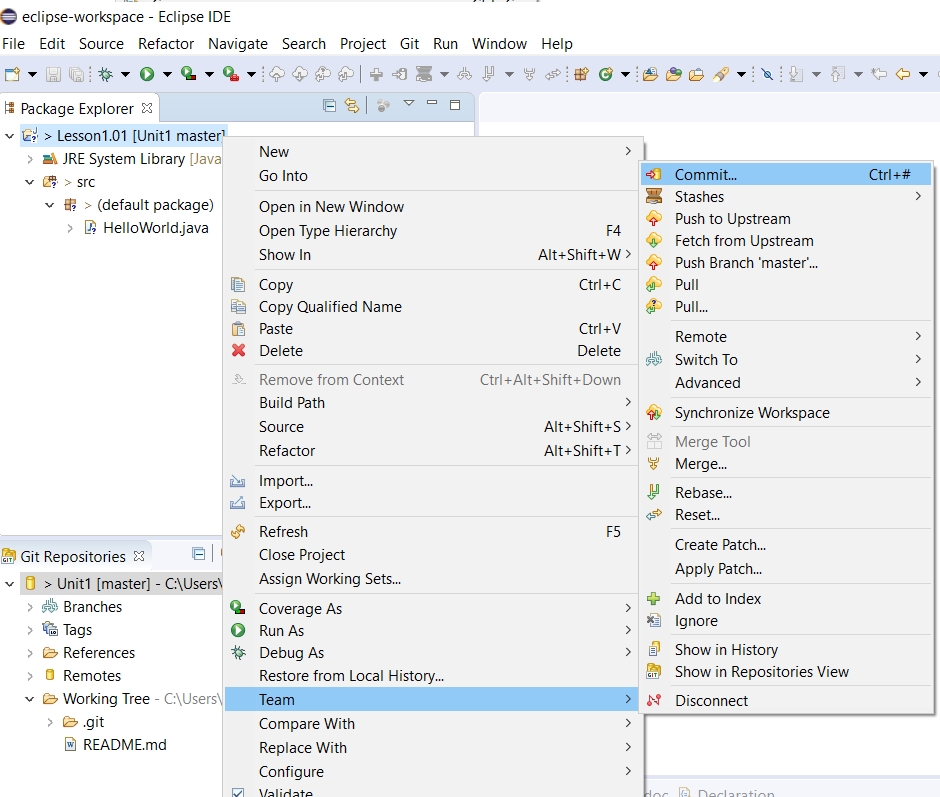 eclipse-workspace - Eclipse IDE
File Edit Source Refactor Navigate Search Project Git Run Window Help
Package Explorer
> Lesson1.01 [Unit1 master]
JRE System Library [Java
> src
> (default package)
HelloWorld.java
New
Go Into
Open in New Window
Open Type Hierarchy F4
Show In Alt+Shift+W
Copy Ctrl+C
Copy Qualified Name
Paste Ctrl+V
Delete Delete
Remove from Context Ctrl+Alt+Shift+Down
Build Path
Source Alt+Shift+S
Refactor Alt+Shift+T
Import...
Export...
Refresh F5
Close Project
Assign Working Sets...
Coverage As
Run As
Debug As
Restore from Local History...
Team
Compare With
Replace With
Configure
Validate
Commit... Ctrl+#
Stashes
Push to Upstream
Fetch from Upstream
Push Branch 'master'...
Pull
Pull...
Remote
Switch To
Advanced
Synchronize Workspace
Merge Tool
Merge...
Rebase...
Reset...
Create Patch...
Apply Patch...
Add to Index
Ignore
Show in History
Show in Repositories View
Disconnect
Git Repositories
> Unit1 [master] - C:\Users\
Branches
Tags
References
Remotes
Working Tree - C:\Users\
.git
README.md
doc Declaration